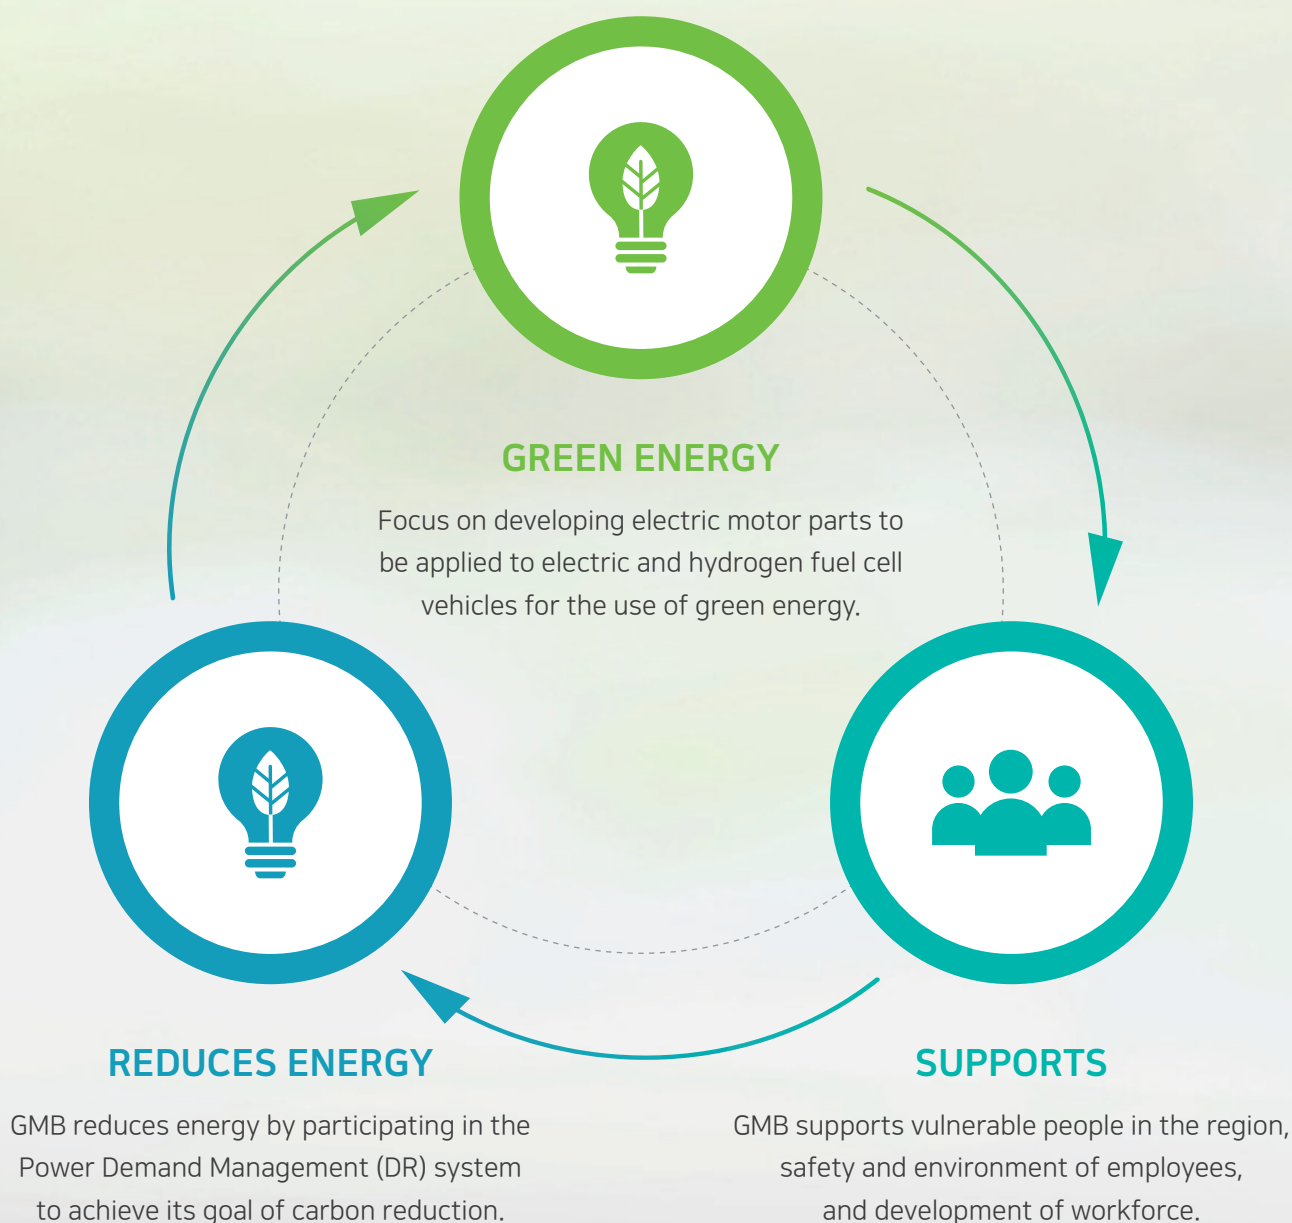 GREEN ENERGY
Focus on developing electric motor parts to
be applied to electric and hydrogen fuel cell
vehicles for the use of green energy.
REDUCES ENERGY
GMB reduces energy by participating in the
Power Demand Management (DR) system
to achieve its goal of carbon reduction.
SUPPORTS
GMB supports vulnerable people in the region,
safety and environment of employees,
and development of workforce.